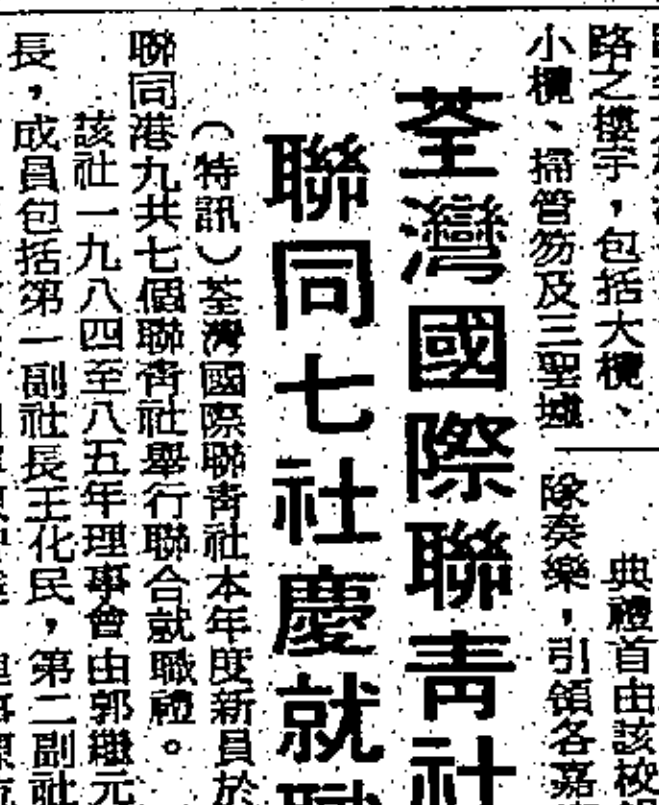 路之樓宇，包括大欖、
小欖、掃管笏及三聖墟
典禮首由該校
隊奏樂，引領各嘉
荃灣國際聯青社
聯同七社慶就職
（特訊）荃灣國際聯青社本年度新員於
聯同港九共七個聯青社舉行聯合就職禮。
該社一九八四至八五年理事會由郭繼元
長，成員包括第一副社長王化民，第二副社